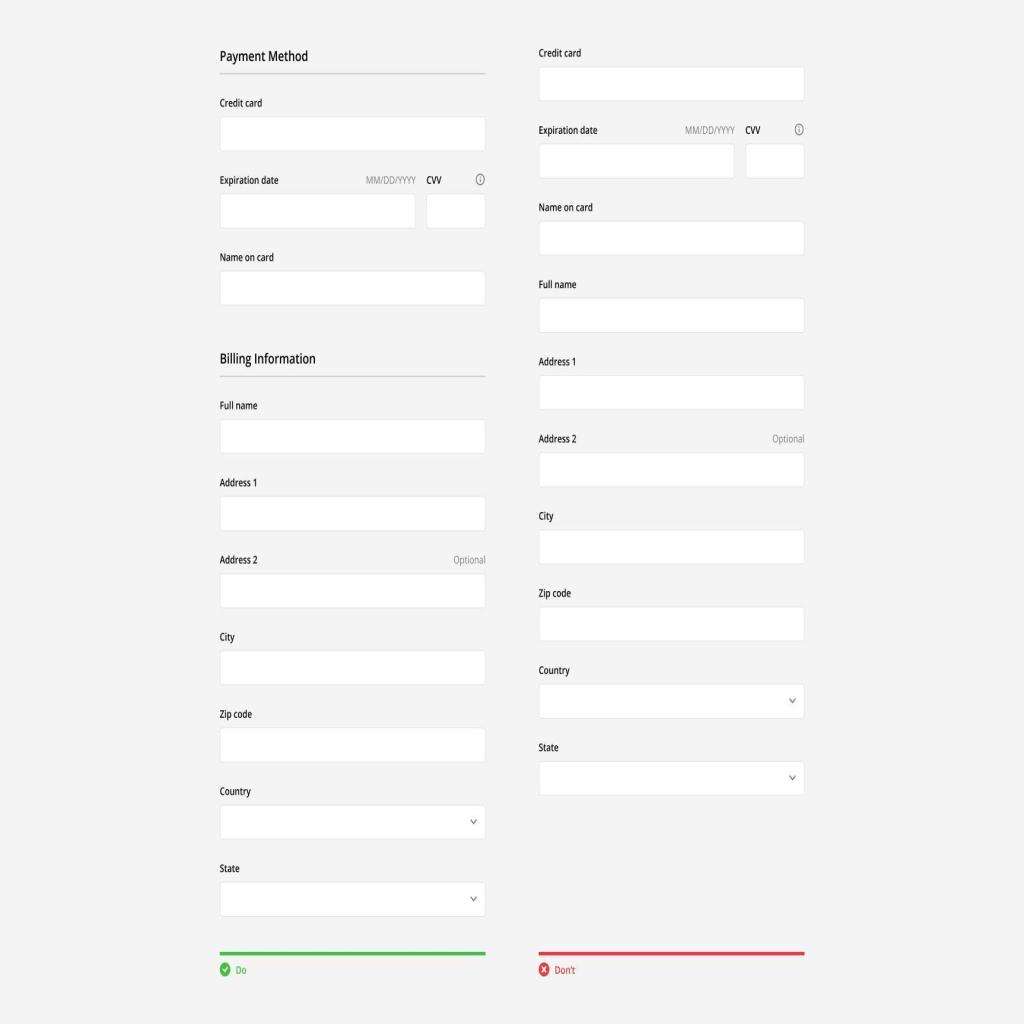 Payment Method
Credit card
Expiration date MM/DD/YYYY CVV
Name on card
Billing Information
Full name
Address 1
Address 2 Optional
City
Zip code
Country
State
Do
Credit card
Expiration date MM/DD/YYYY CVV
Name on card
Full name
Address 1
Address 2 Optional
City
Zip code
Country
State
Don't